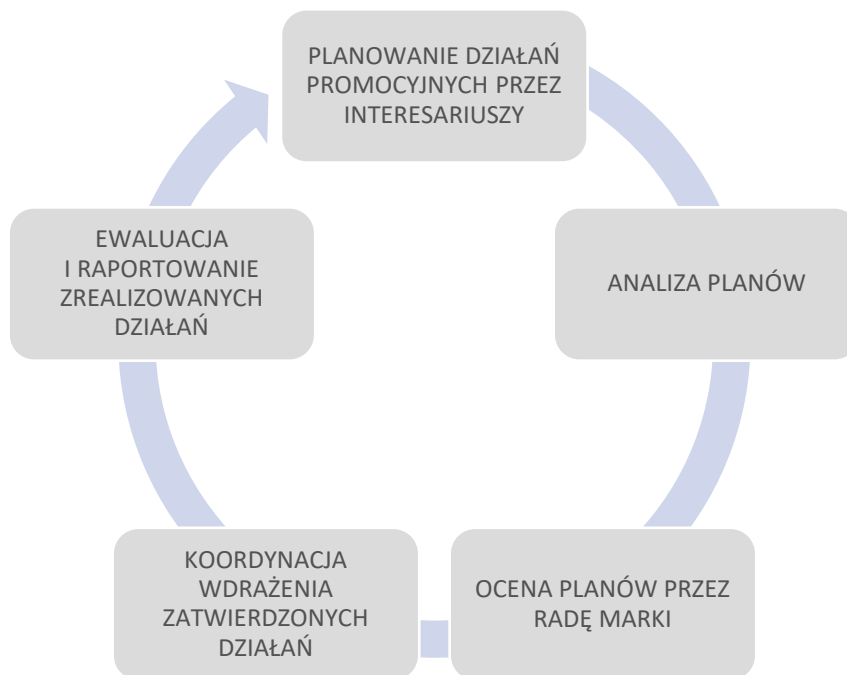 PLANOWANIE DZIAŁAŃ
PROMOCYJNYCH PRZEZ
INTERESARIUSZY
ANALIZA PLANÓW
OCENA PLANÓW PRZEZ
RADĘ MARKI
KOORDYNACJA
WDRAŻENIA
ZATWIERDZONYCH
DZIAŁAŃ
EWALUACJA
I RAPORTOWANIE
ZREALIZOWANYCH
DZIAŁAŃ